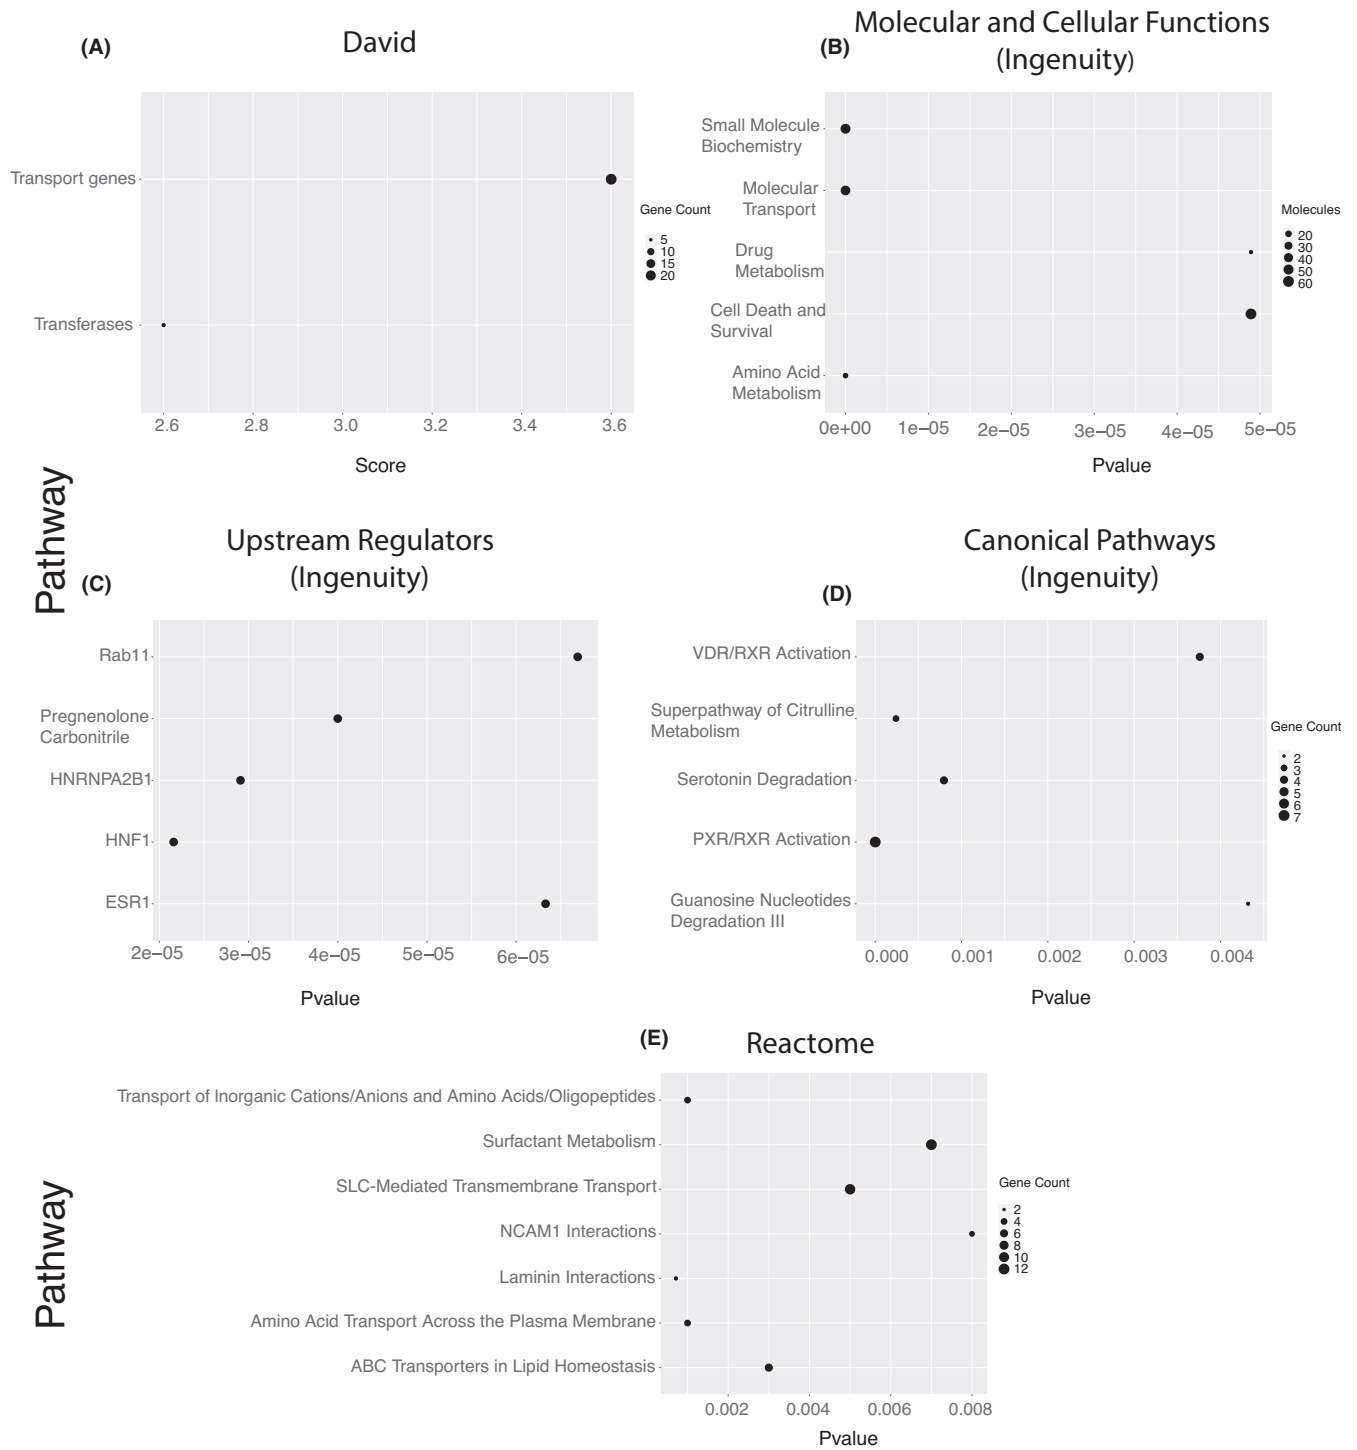 (A)
David
Transport genes
Transferases
2.6 2.8 3.0 3.2 3.4 3.6
Score
Gene Count
5
10
15
20
(B)
Molecular and Cellular Functions
(Ingenuity)
Small Molecule
Biochemistry
Molecular
Transport
Drug
Metabolism
Cell Death and
Survival
Amino Acid
Metabolism
0e+00 1e−05 2e−05 3e−05 4e−05 5e−05
Pvalue
Molecules
20
30
40
50
60
Pathway
(C)
Upstream Regulators
(Ingenuity)
Rab11
Pregnenolone
Carbonitrile
HNRNPA2B1
HNF1
ESR1
2e−05 3e−05 4e−05 5e−05 6e−05
Pvalue
(D)
Canonical Pathways
(Ingenuity)
VDR/RXR Activation
Superpathway of Citrulline
Metabolism
Serotonin Degradation
PXR/RXR Activation
Guanosine Nucleotides
Degradation III
0.000 0.001 0.002 0.003 0.004
Pvalue
Gene Count
2
3
4
5
6
7
Pathway
(E)
Reactome
Transport of Inorganic Cations/Anions and Amino Acids/Oligopeptides
Surfactant Metabolism
SLC-Mediated Transmembrane Transport
NCAM1 Interactions
Laminin Interactions
Amino Acid Transport Across the Plasma Membrane
ABC Transporters in Lipid Homeostasis
0.002 0.004 0.006 0.008
Pvalue
Gene Count
2
4
6
8
10
12